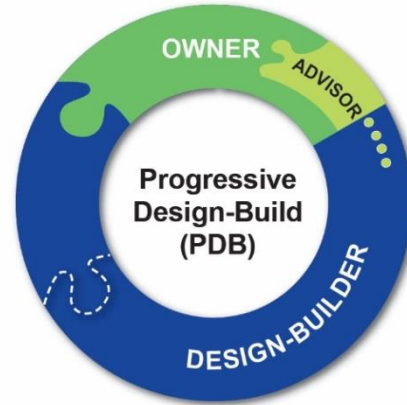 OWNER
ADVISOR
Progressive
Design-Build
(PDB)
DESIGN-BUILDER